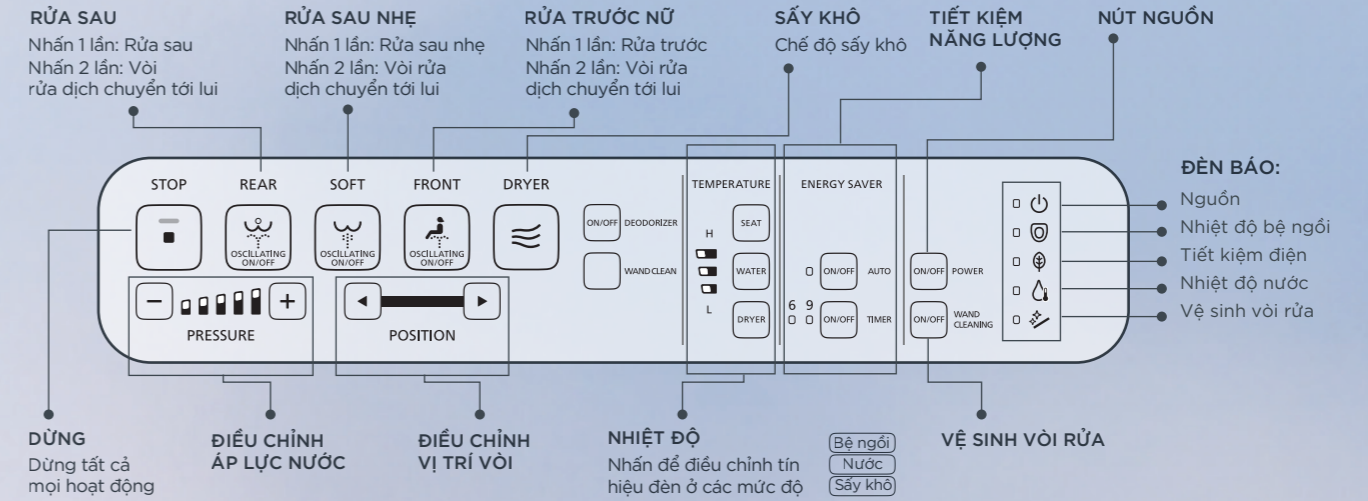 RỬA SAU
Nhấn 1 lần: Rửa sau
Nhấn 2 lần: Vòi
rửa dịch chuyển tới lui
RỬA SAU NHẸ
Nhấn 1 lần: Rửa sau nhẹ
Nhấn 2 lần: Vòi rửa
dịch chuyển tới lui
RỬA TRƯỚC NỮ
Nhấn 1 lần: Rửa trước
Nhấn 2 lần: Vòi rửa
dịch chuyển tới lui
SẤY KHÔ
Chế độ sấy khô
TIẾT KIỆM
NĂNG LƯỢNG
NÚT NGUỒN
STOP
REAR
OSCILLATING
ON/OFF
SOFT
OSCILLATING
ON/OFF
FRONT
OSCILLATING
ON/OFF
DRYER
PRESSURE
POSITION
ON/OFF DEODORIZER
WAND CLEAN
TEMPERATURE
H
L
SEAT
WATER
DRYER
ENERGY SAVER
ON/OFF AUTO
6 9
ON/OFF TIMER
ON/OFF POWER
ON/OFF WAND
CLEANING
ĐÈN BÁO:
Nguồn
Nhiệt độ bệ ngồi
Tiết kiệm điện
Nhiệt độ nước
Vệ sinh vòi rửa
DỪNG
Dừng tất cả
mọi hoạt động
ĐIỀU CHỈNH
ÁP LỰC NƯỚC
ĐIỀU CHỈNH
VỊ TRÍ VÒI
NHIỆT ĐỘ
Nhấn để điều chỉnh tín
hiệu đèn ở các mức độ
Bệ ngồi
Nước
Sấy khô
VỆ SINH VÒI RỬA